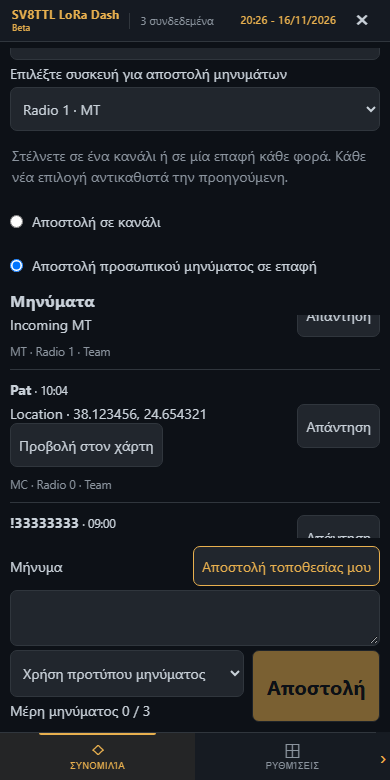 SV8TTL LoRa Dash
Beta
3 συνδεδεμένα
20:26 - 16/11/2026
✕
Επιλέξτε συσκευή για αποστολή μηνυμάτων
Radio 1 · MT
Στέλνετε σε ένα κανάλι ή σε μία επαφή κάθε φορά. Κάθε
νέα επιλογή αντικαθιστά την προηγούμενη.
Αποστολή σε κανάλι
Αποστολή προσωπικού μηνύματος σε επαφή
Μηνύματα
Incoming MT
Απάντηση
MT · Radio 1 · Team
Pat · 10:04
Location · 38.123456, 24.654321
Απάντηση
Προβολή στον χάρτη
MC · Radio 0 · Team
!33333333 · 09:00
Απάντηση
Μήνυμα
Αποστολή τοποθεσίας μου
Χρήση προτύπου μηνύματος
Αποστολή
Μέρη μηνύματος 0 / 3
ΣΥΝΟΜΙΛΊΑ
ΡΥΘΜΊΣΕΙΣ